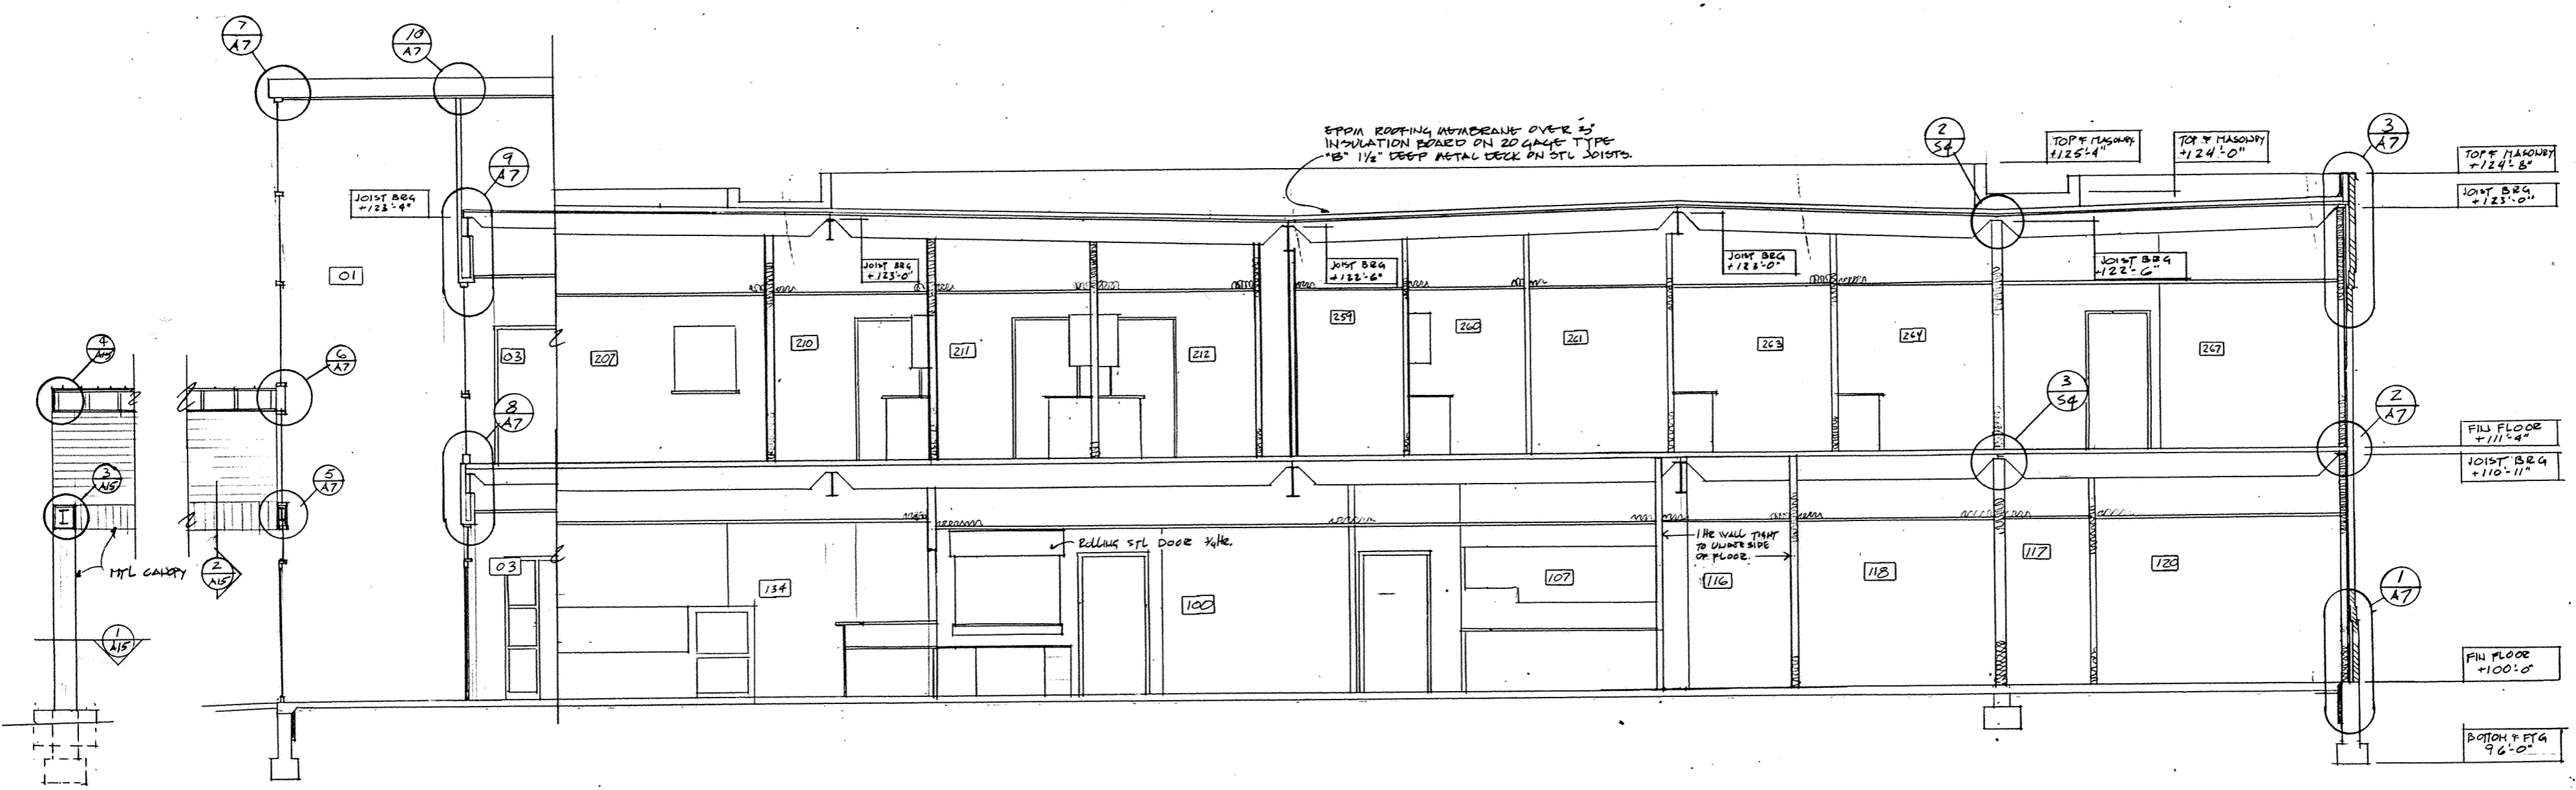 7
A7
10
A7
9
A7
JOIST BRG
+123'-4"
EPDM ROOFING MEMBRANE OVER 3"
INSULATION BOARD ON 20 GAGE TYPE
"B" 1½" DEEP METAL DECK ON STL JOISTS.
2
S4
TOP OF MASONRY
+125'-4"
TOP OF MASONRY
+124'-0"
3
A7
TOP OF MASONRY
+124'-8"
JOIST BRG
+123'-0"
01
JOIST BRG
+123'-0"
JOIST BRG
+122'-6"
JOIST BRG
+123'-0"
JOIST BRG
+122'-6"
4
A15
6
A7
03
207
210
211
212
259
260
261
263
264
267
8
A7
3
S4
2
A7
FIN FLOOR
+111'-4"
JOIST BRG
+110'-11"
3
A15
5
A7
MTL CANOPY
2
A15
03
134
ROLLING STL DOOR ¾HR.
100
107
1 HR WALL TIGHT
TO UNDERSIDE
OF FLOOR.
116
118
117
120
1
A7
1
A15
FIN FLOOR
+100'-0"
BOTTOM OF FTG
96'-0"